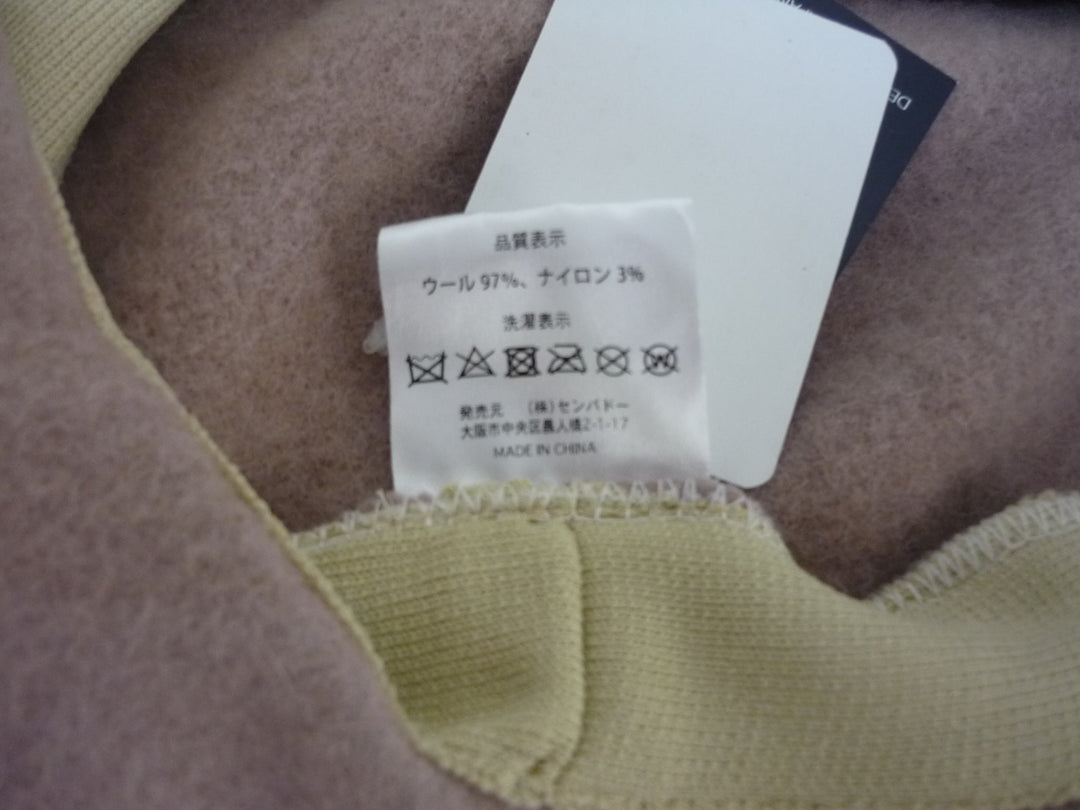 品質表示
ウール 97%、ナイロン 3%
洗濯表示
W
発売元 (株)センバドー
大阪市中央区農人橋2-1-17
MADE IN CHINA
DE